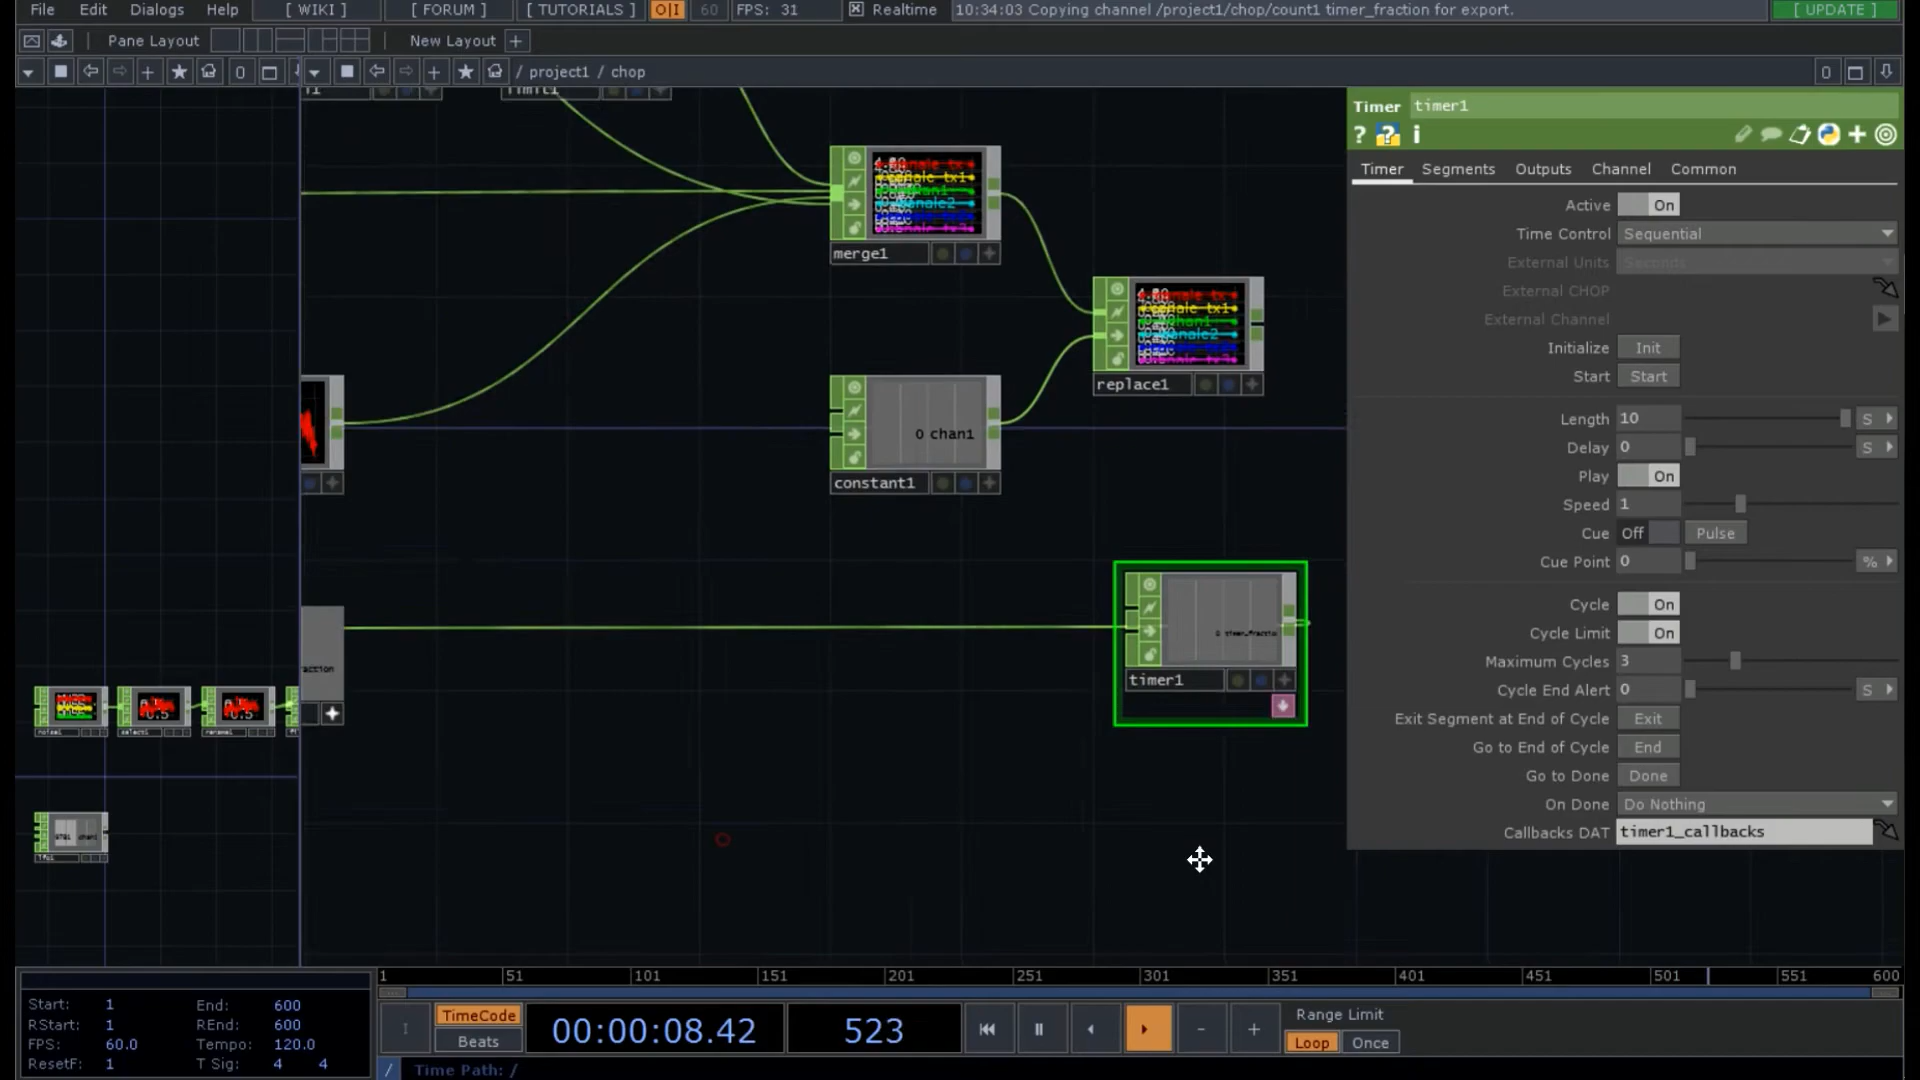 File Edit Dialogs Help [ WIKI ] [ FORUM ] [ TUTORIALS ] O|I 60 FPS: 31 Realtime 10:34:03 Copying channel /project1/chop/count1 timer_fraction for export. [ UPDATE ]
Pane Layout New Layout +
0 / project1 / chop 0
limit1
Timer timer1
? ? i
Timer Segments Outputs Channel Common
Active On
Time Control Sequential
External Units Seconds
External CHOP
External Channel
Initialize Init
Start Start
Length 10 S
Delay 0 S
Play On
Speed 1
Cue Off Pulse
Cue Point 0 %
Cycle On
Cycle Limit On
Maximum Cycles 3
Cycle End Alert 0 S
Exit Segment at End of Cycle Exit
Go to End of Cycle End
Go to Done Done
On Done Do Nothing
Callbacks DAT timer1_callbacks
merge1
replace1
0 chan1
constant1
timer1
1 51 101 151 201 251 301 351 401 451 501 551 600
Start: 1 End: 600
RStart: 1 REnd: 600
FPS: 60.0 Tempo: 120.0
ResetF: 1 T Sig: 4 4
TimeCode
Beats
00:00:08.42
523
Range Limit
Loop Once
/ Time Path: /